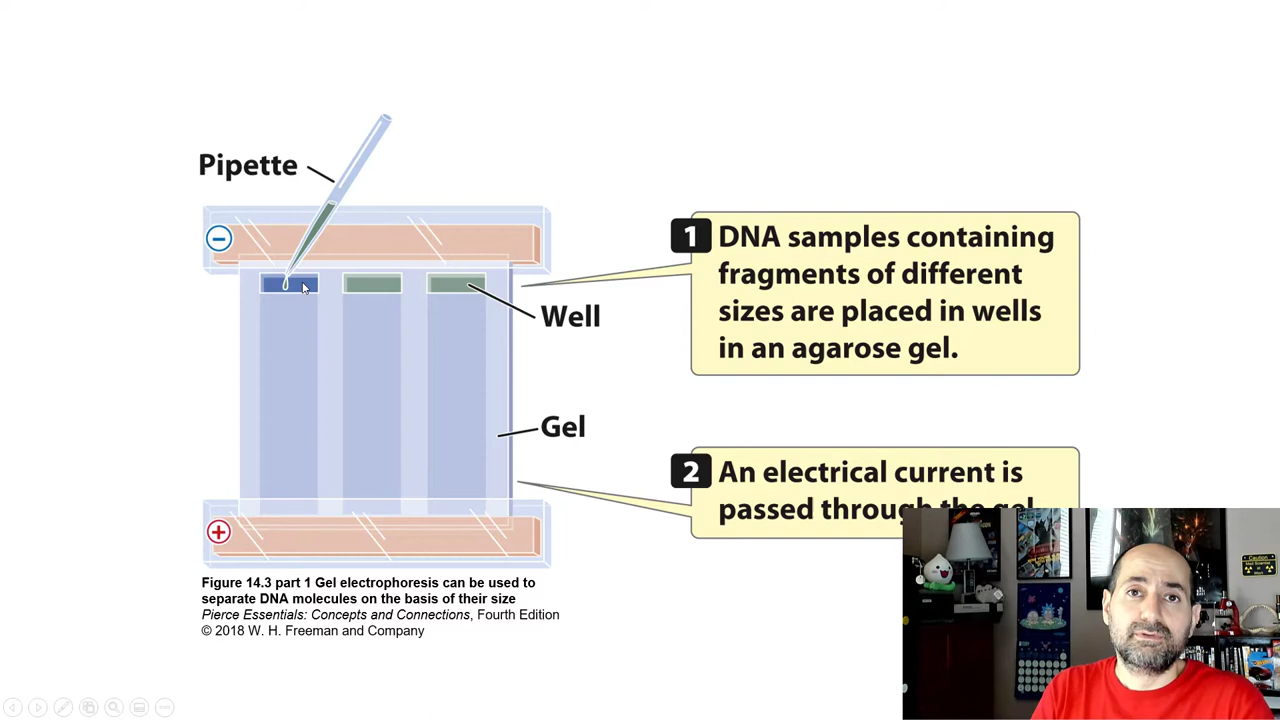 Pipette
−
1 DNA samples containing
fragments of different
sizes are placed in wells
in an agarose gel.
Well
Gel
2 An electrical current is
passed through the gel
+
Figure 14.3 part 1 Gel electrophoresis can be used to
separate DNA molecules on the basis of their size
Pierce Essentials: Concepts and Connections, Fourth Edition
© 2018 W. H. Freeman and Company
Caution